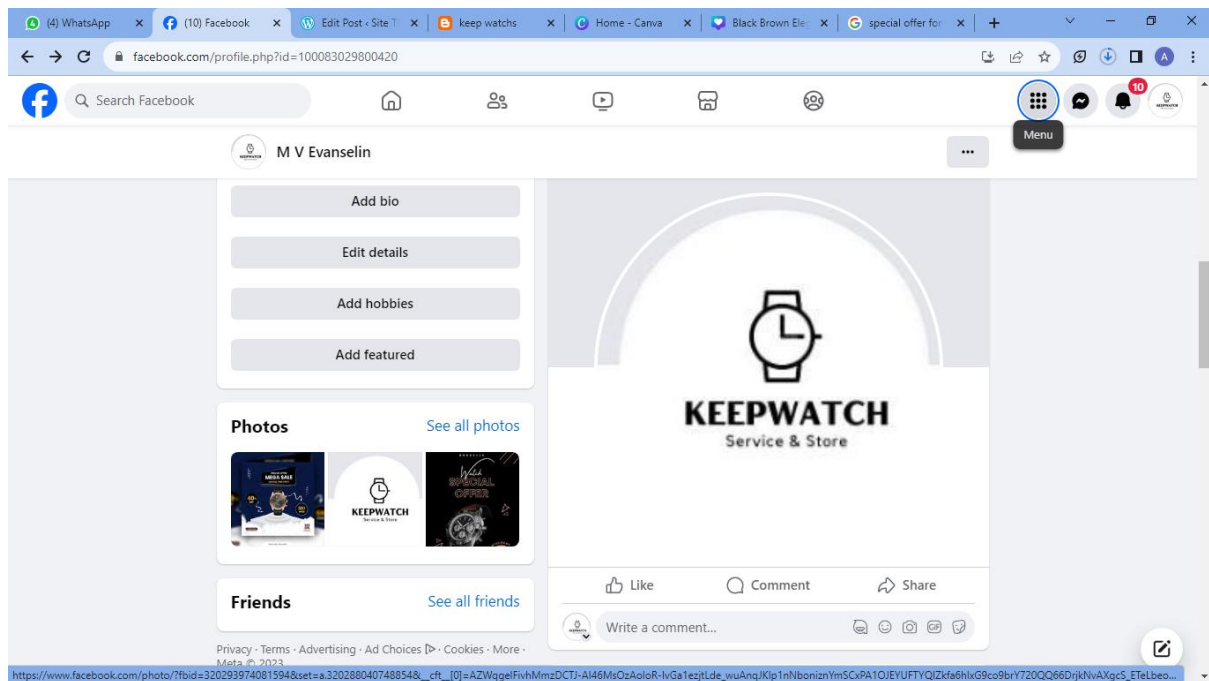 (4) WhatsApp
(10) Facebook
Edit Post ‹ Site T
keep watchs
Home - Canva
Black Brown Ele
special offer for
facebook.com/profile.php?id=100083029800420
Search Facebook
10
Menu
M V Evanselin
Add bio
Edit details
Add hobbies
Add featured
KEEPWATCH
Service & Store
Photos
See all photos
MEGA SALE
KEEPWATCH
Service & Store
Watch
SPECIAL
OFFER
Like
Comment
Share
Friends
See all friends
Write a comment...
GIF
Privacy · Terms · Advertising · Ad Choices · Cookies · More ·
Meta © 2023